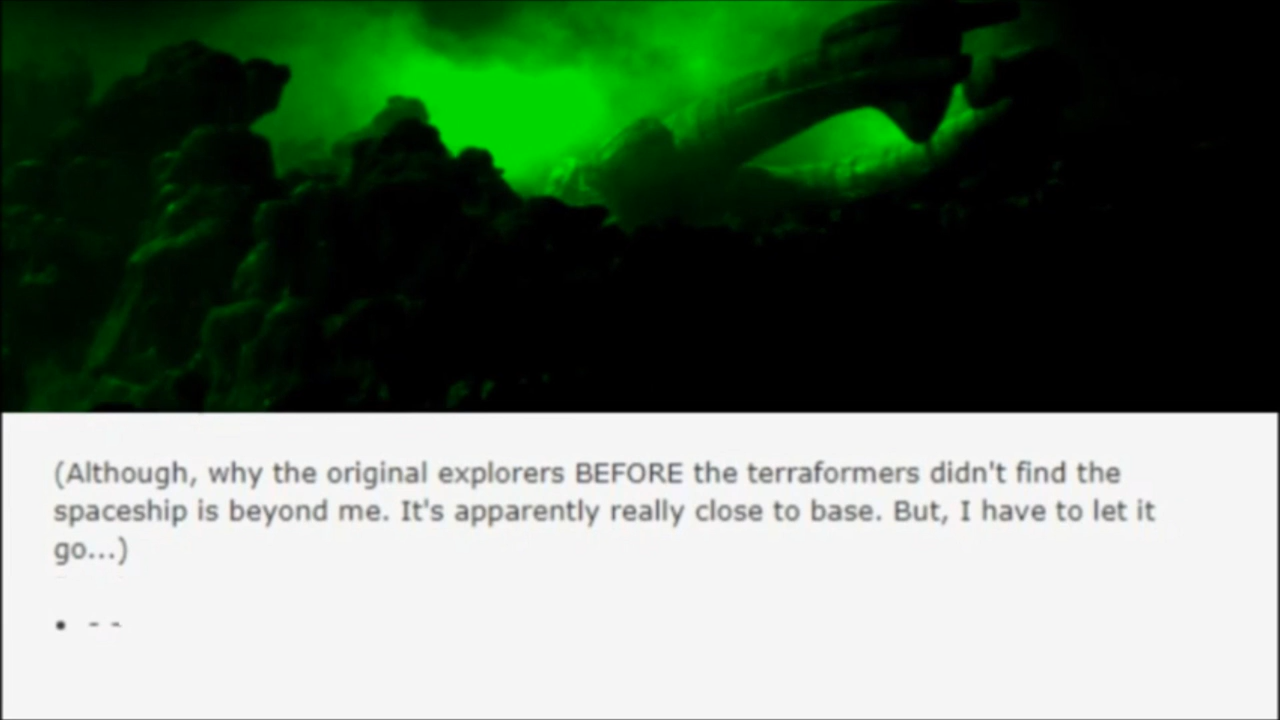 (Although, why the original explorers BEFORE the terraformers didn't find the
spaceship is beyond me. It's apparently really close to base. But, I have to let it
go...)